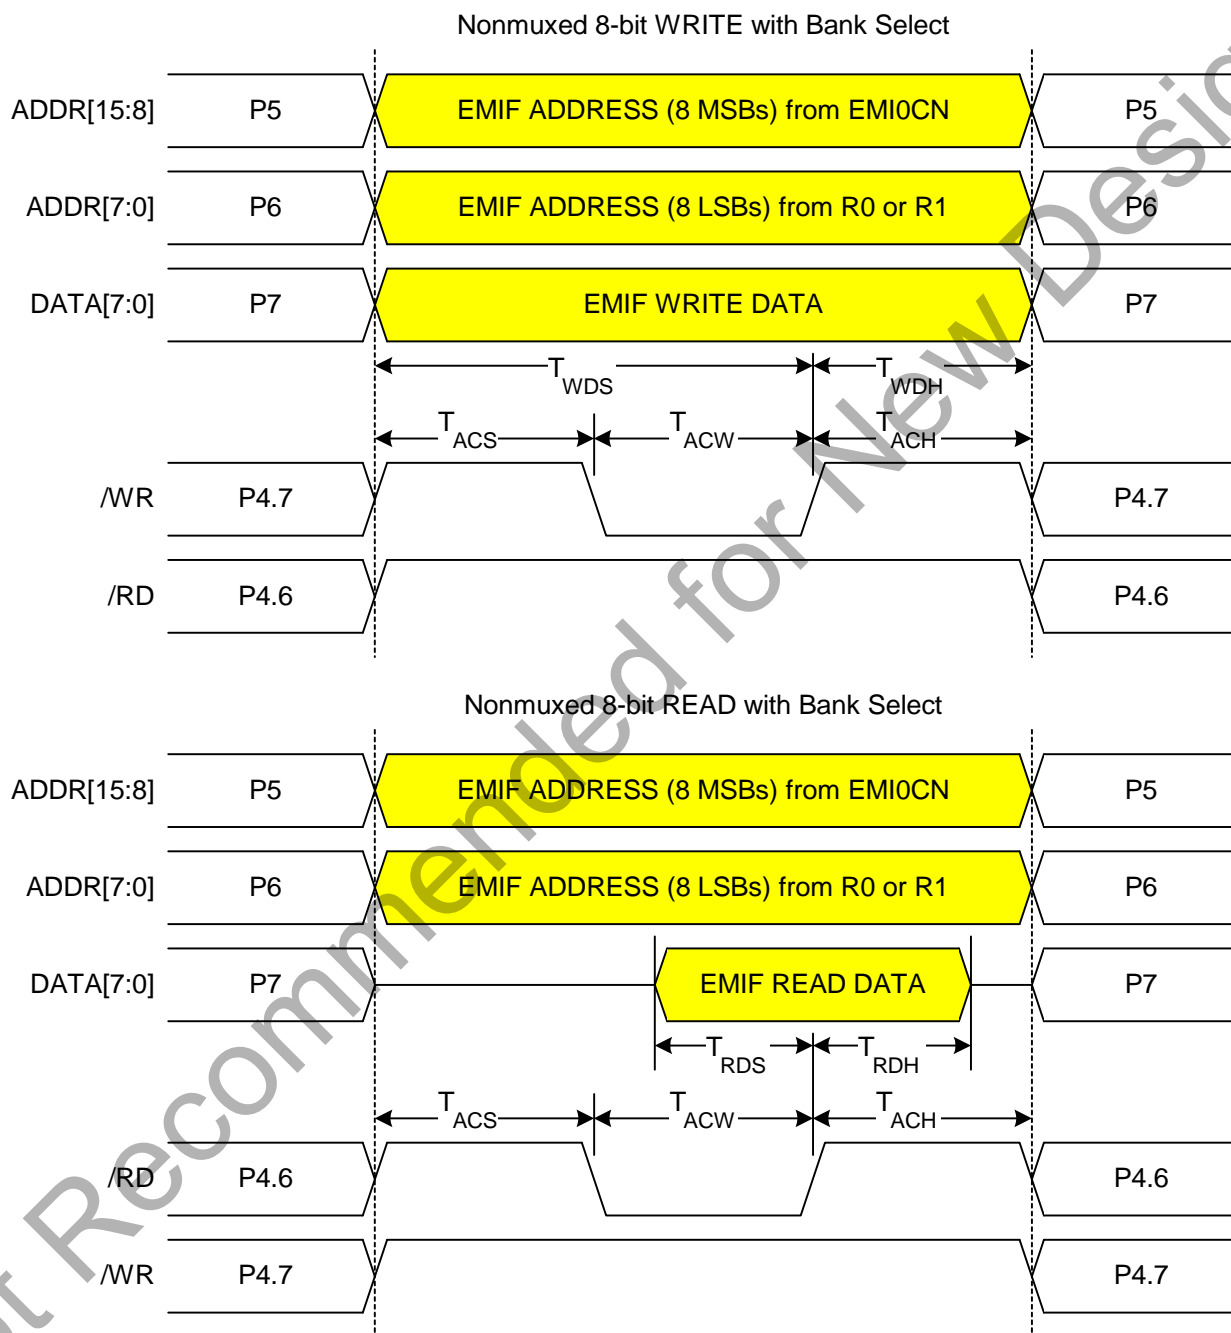 Nonmuxed 8-bit WRITE with Bank Select
ADDR[15:8] P5 EMIF ADDRESS (8 MSBs) from EMI0CN P5
ADDR[7:0] P6 EMIF ADDRESS (8 LSBs) from R0 or R1 P6
DATA[7:0] P7 EMIF WRITE DATA P7
TWDS TWDH
TACS TACW TACH
/WR P4.7 P4.7
/RD P4.6 P4.6
Nonmuxed 8-bit READ with Bank Select
ADDR[15:8] P5 EMIF ADDRESS (8 MSBs) from EMI0CN P5
ADDR[7:0] P6 EMIF ADDRESS (8 LSBs) from R0 or R1 P6
DATA[7:0] P7 EMIF READ DATA P7
TRDS TRDH
TACS TACW TACH
/RD P4.6 P4.6
/WR P4.7 P4.7
Recommended for New